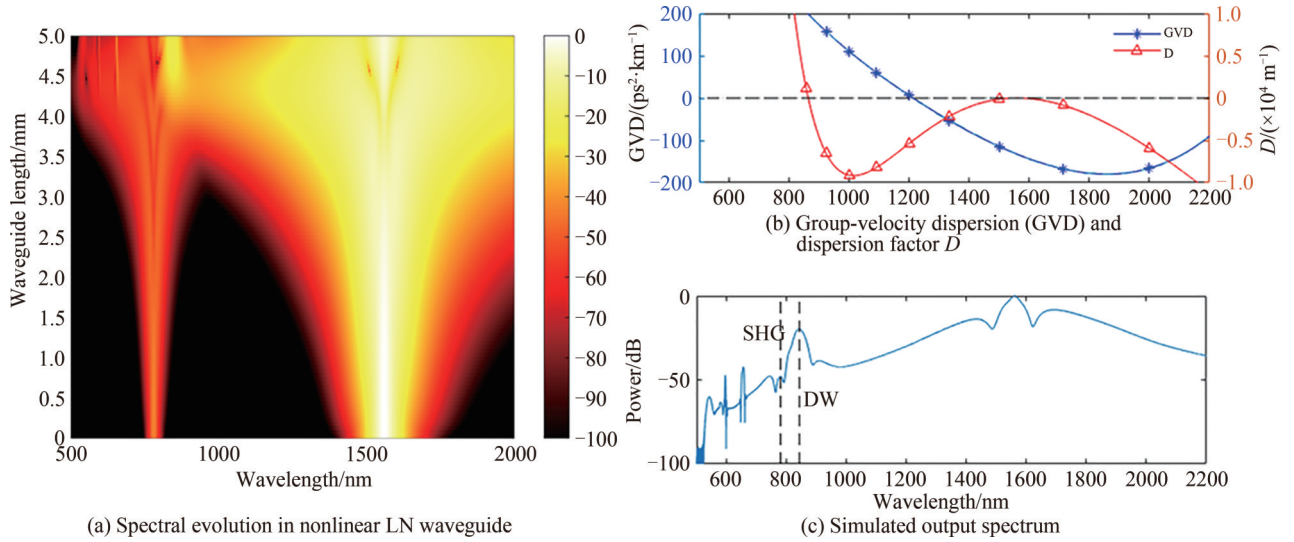 5.0
4.5
4.0
3.5
3.0
2.5
2.0
1.5
1.0
0.5
0
Waveguide length/mm
500
1000
1500
2000
Wavelength/nm
0
−10
−20
−30
−40
−50
−60
−70
−80
−90
−100
Power/dB
(a) Spectral evolution in nonlinear LN waveguide
200
100
0
−100
−200
GVD/(ps²·km⁻¹)
GVD
D
1.0
0.5
0
−0.5
−1.0
D/(×10⁴ m⁻¹)
600 800 1000 1200 1400 1600 1800 2000 2200
(b) Group-velocity dispersion (GVD) and
dispersion factor D
0
−50
−100
SHG
DW
600 800 1000 1200 1400 1600 1800 2000 2200
Wavelength/nm
(c) Simulated output spectrum